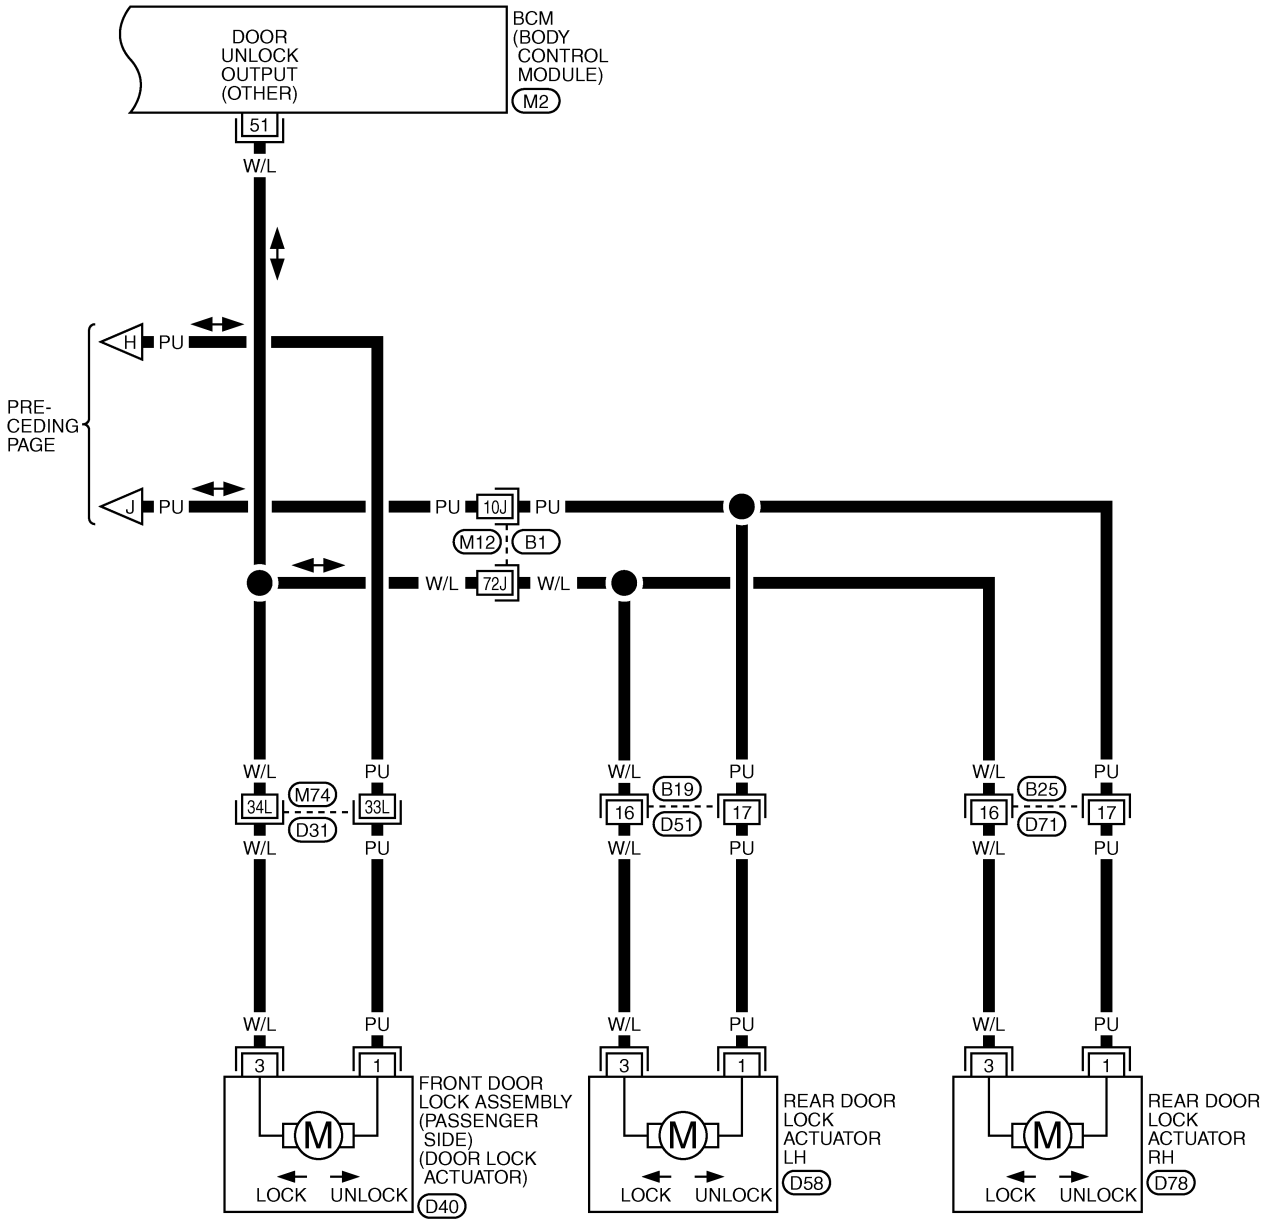 DOOR
UNLOCK
OUTPUT
(OTHER)
BCM
(BODY
CONTROL
MODULE)
M2
51
W/L
H
PU
PRE-
CEDING
PAGE
J
PU
PU
10J
PU
M12
B1
W/L
72J
W/L
W/L
PU
W/L
PU
W/L
PU
34L
M74
D31
33L
16
B19
D51
17
16
B25
D71
17
W/L
PU
W/L
PU
W/L
PU
W/L
PU
W/L
PU
W/L
PU
3
1
3
1
3
1
M
LOCK
UNLOCK
FRONT DOOR
LOCK ASSEMBLY
(PASSENGER
SIDE)
(DOOR LOCK
ACTUATOR)
D40
M
LOCK
UNLOCK
REAR DOOR
LOCK
ACTUATOR
LH
D58
M
LOCK
UNLOCK
REAR DOOR
LOCK
ACTUATOR
RH
D78